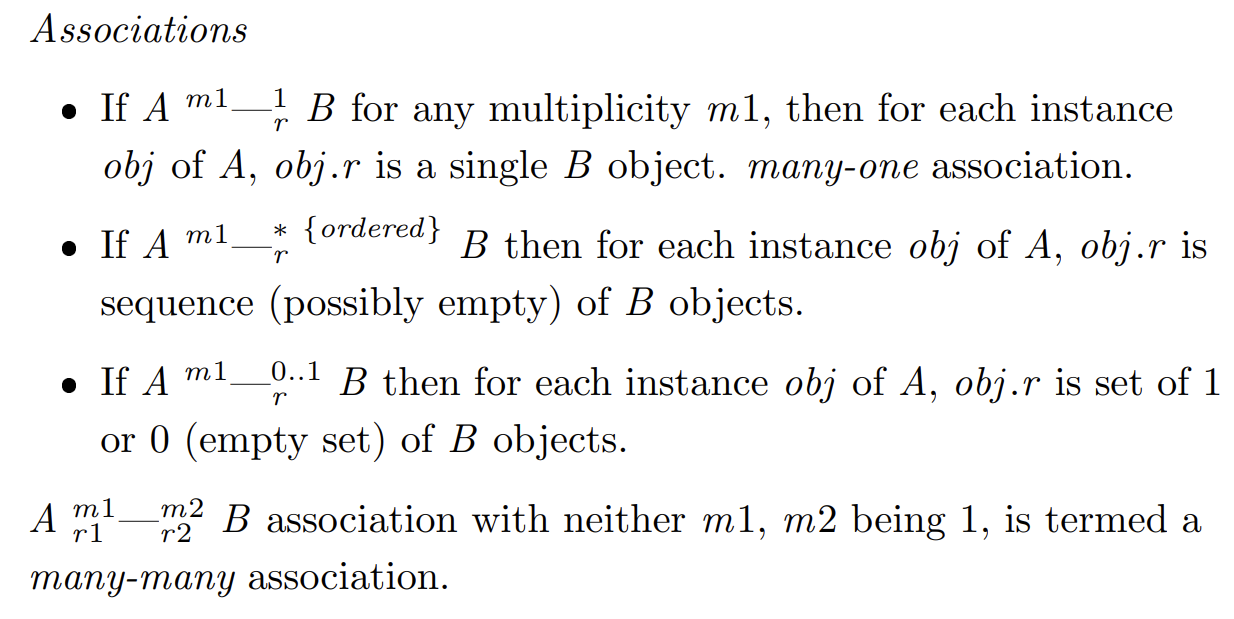 Associations
• If A m1—1 r B for any multiplicity m1, then for each instance
obj of A, obj.r is a single B object. many-one association.
• If A m1—* r {ordered} B then for each instance obj of A, obj.r is
sequence (possibly empty) of B objects.
• If A m1—0..1 r B then for each instance obj of A, obj.r is set of 1
or 0 (empty set) of B objects.
A m1 r1—m2 r2 B association with neither m1, m2 being 1, is termed a
many-many association.